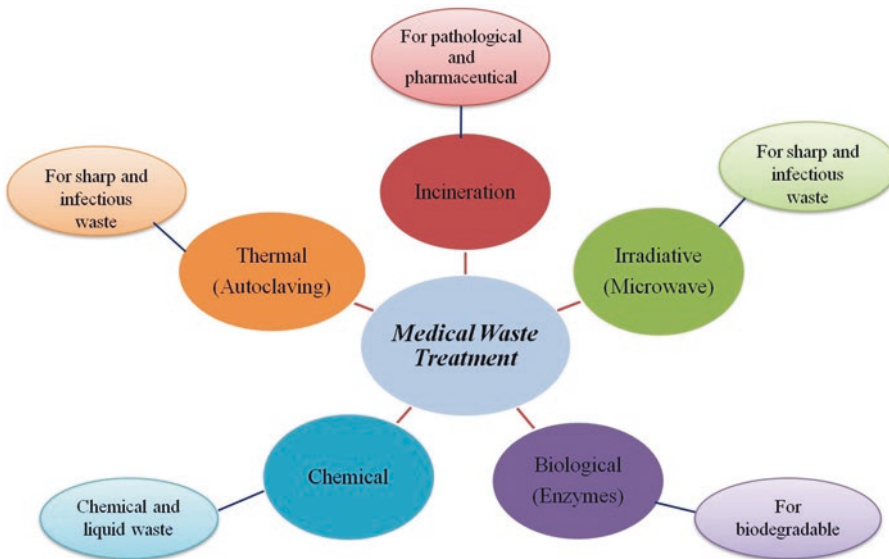 For pathological
and
pharmaceutical
Incineration
For sharp and
infectious
waste
Thermal
(Autoclaving)
For sharp and
infectious
waste
Irradiative
(Microwave)
Medical Waste
Treatment
Chemical
Chemical and
liquid waste
Biological
(Enzymes)
For
biodegradable